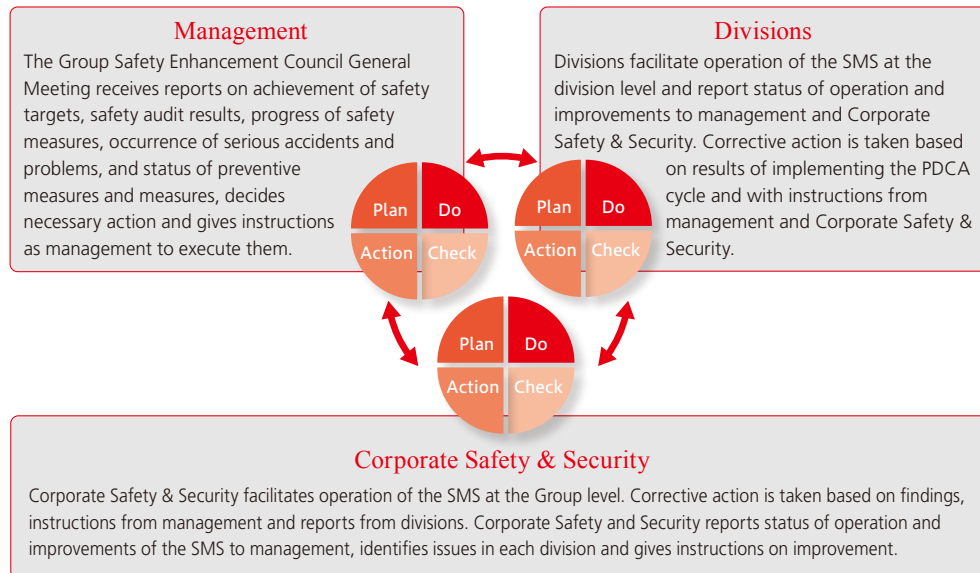 Management
The Group Safety Enhancement Council General
Meeting receives reports on achievement of safety
targets, safety audit results, progress of safety
measures, occurrence of serious accidents and
problems, and status of preventive
measures and measures, decides
necessary action and gives instructions
as management to execute them.
Divisions
Divisions facilitate operation of the SMS at the
division level and report status of operation and
improvements to management and Corporate
Safety & Security. Corrective action is taken based
on results of implementing the PDCA
cycle and with instructions from
management and Corporate Safety &
Security.
Plan Do
Action Check
Plan Do
Action Check
Plan Do
Action Check
Corporate Safety & Security
Corporate Safety & Security facilitates operation of the SMS at the Group level. Corrective action is taken based on findings,
instructions from management and reports from divisions. Corporate Safety and Security reports status of operation and
improvements of the SMS to management, identifies issues in each division and gives instructions on improvement.